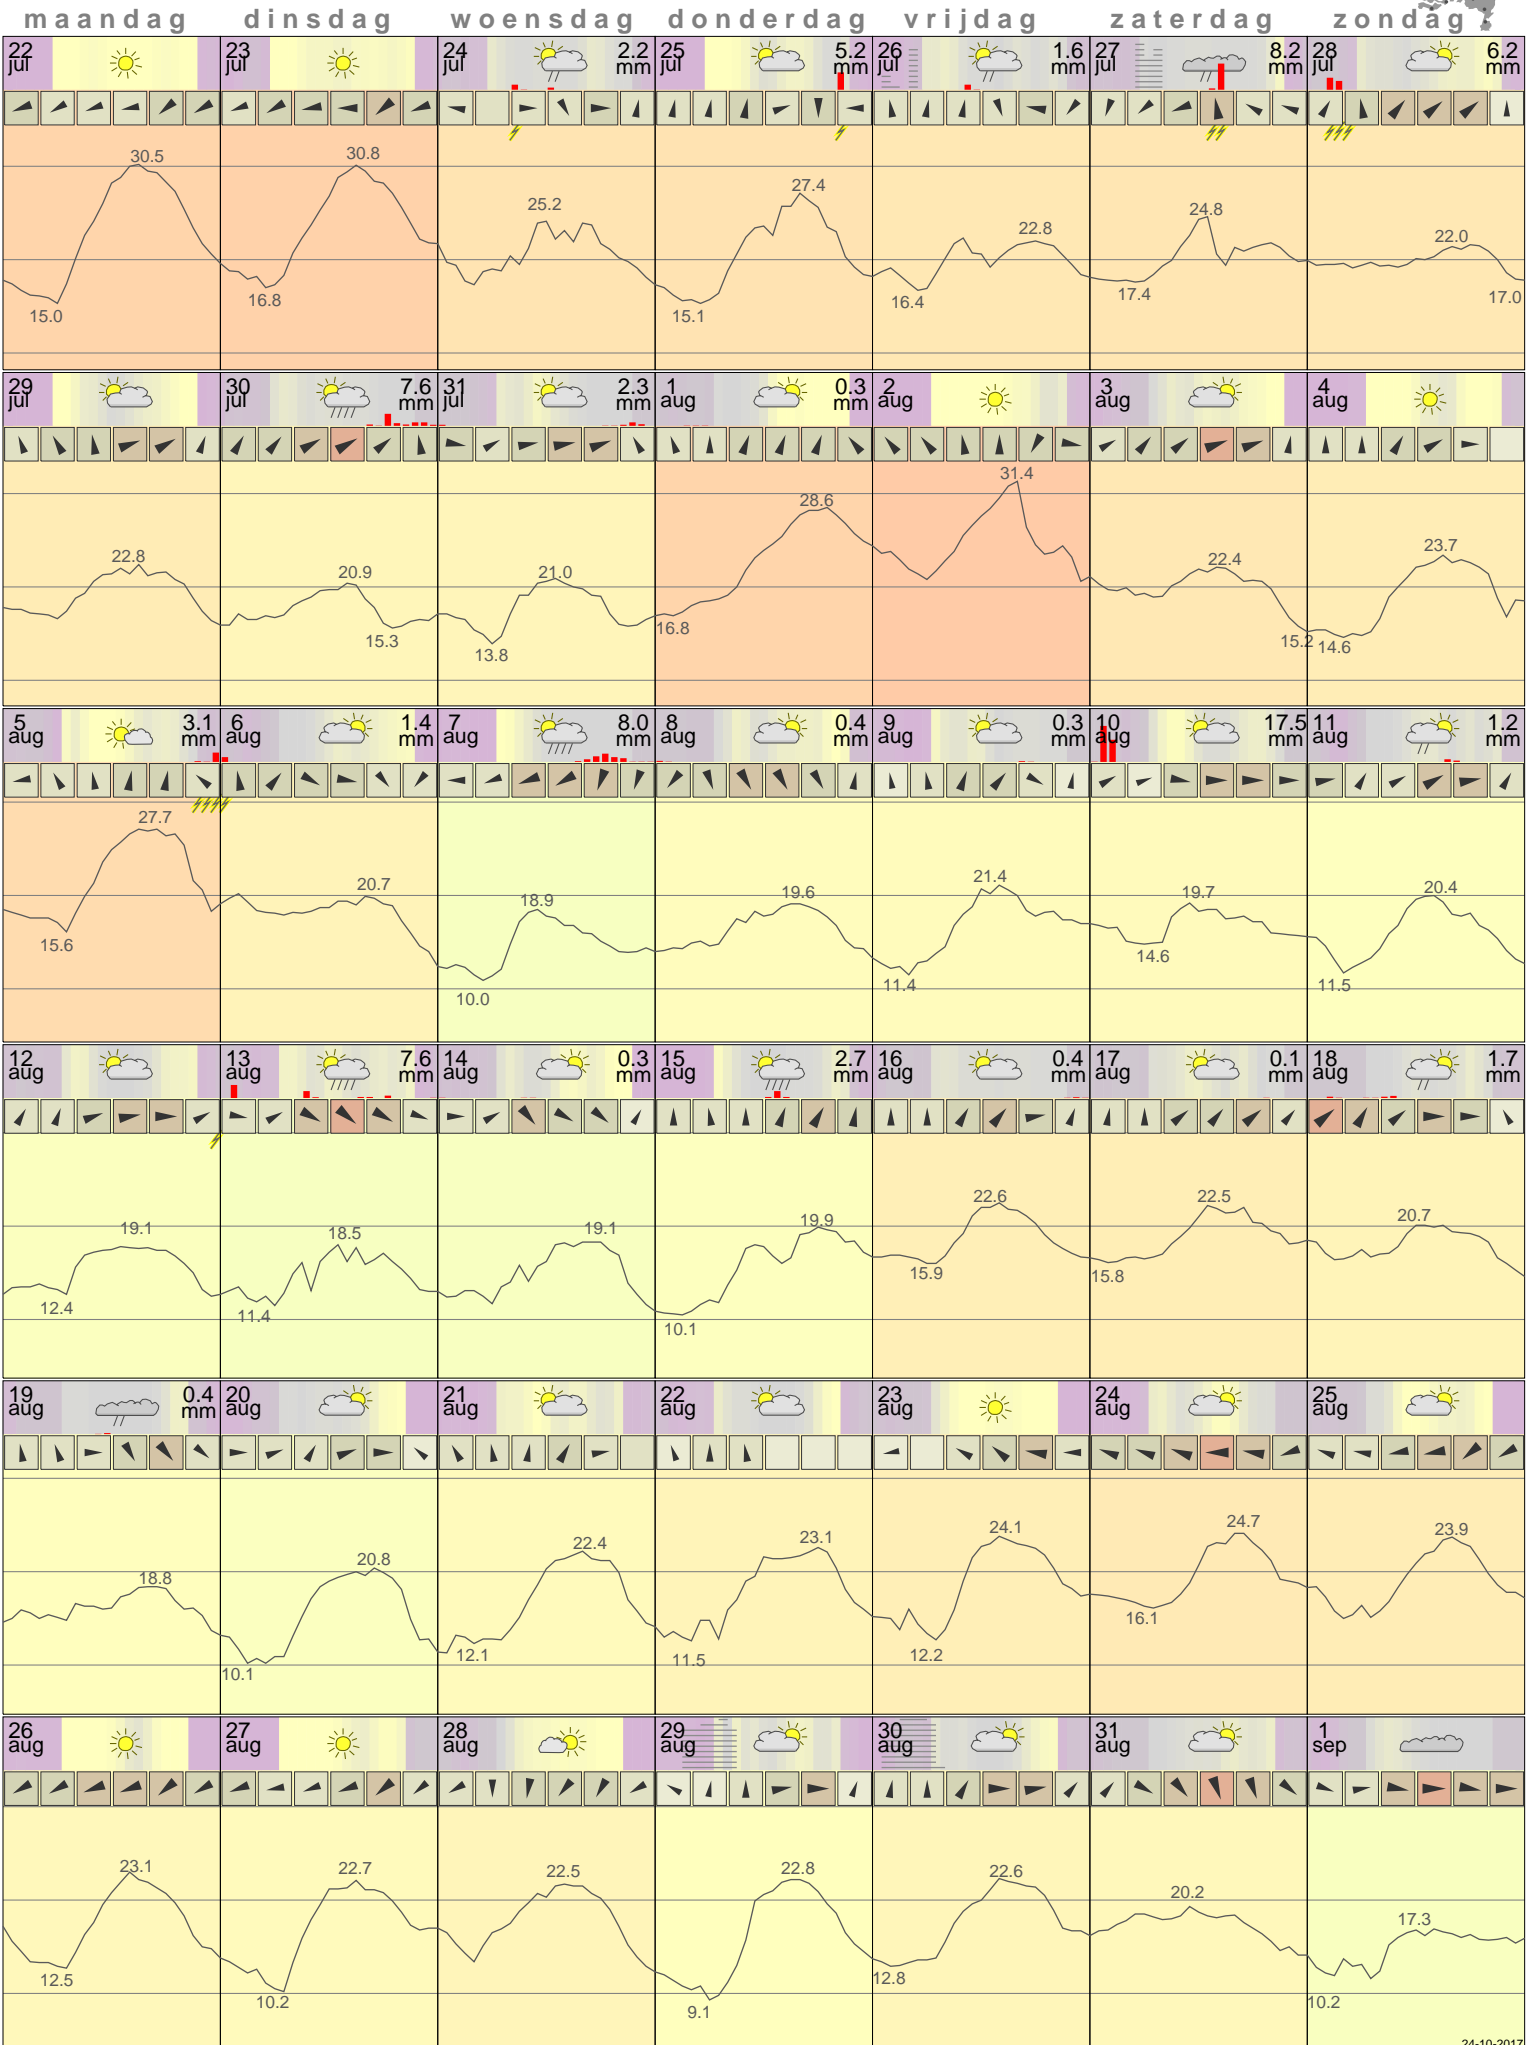 maandag dinsdag woensdag donderdag vrijdag zaterdag zondag
22 jul 23 jul 24 jul 2.2 mm 25 jul 5.2 mm 26 jul 1.6 mm 27 jul 8.2 mm 28 jul 6.2 mm
30.5 30.8 25.2 27.4 22.8 24.8 22.0
15.0 16.8 15.1 16.4 17.4 17.0
29 jul 30 jul 7.6 mm 31 jul 2.3 mm 1 aug 0.3 mm 2 aug 3 aug 4 aug
22.8 20.9 21.0 28.6 31.4 22.4 23.7
15.3 13.8 16.8 15.2 14.6
5 aug 3.1 mm 6 aug 1.4 mm 7 aug 8.0 mm 8 aug 0.4 mm 9 aug 0.3 mm 10 aug 17.5 mm 11 aug 1.2 mm
27.7 20.7 18.9 19.6 21.4 19.7 20.4
15.6 10.0 11.4 14.6 11.5
12 aug 13 aug 7.6 mm 14 aug 0.3 mm 15 aug 2.7 mm 16 aug 0.4 mm 17 aug 0.1 mm 18 aug 1.7 mm
19.1 18.5 19.1 19.9 22.6 22.5 20.7
12.4 11.4 10.1 15.9 15.8
19 aug 0.4 mm 20 aug 21 aug 22 aug 23 aug 24 aug 25 aug
18.8 20.8 22.4 23.1 24.1 24.7 23.9
10.1 12.1 11.5 12.2 16.1
26 aug 27 aug 28 aug 29 aug 30 aug 31 aug 1 sep
23.1 22.7 22.5 22.8 22.6 20.2 17.3
12.5 10.2 9.1 12.8 10.2
24-10-2017